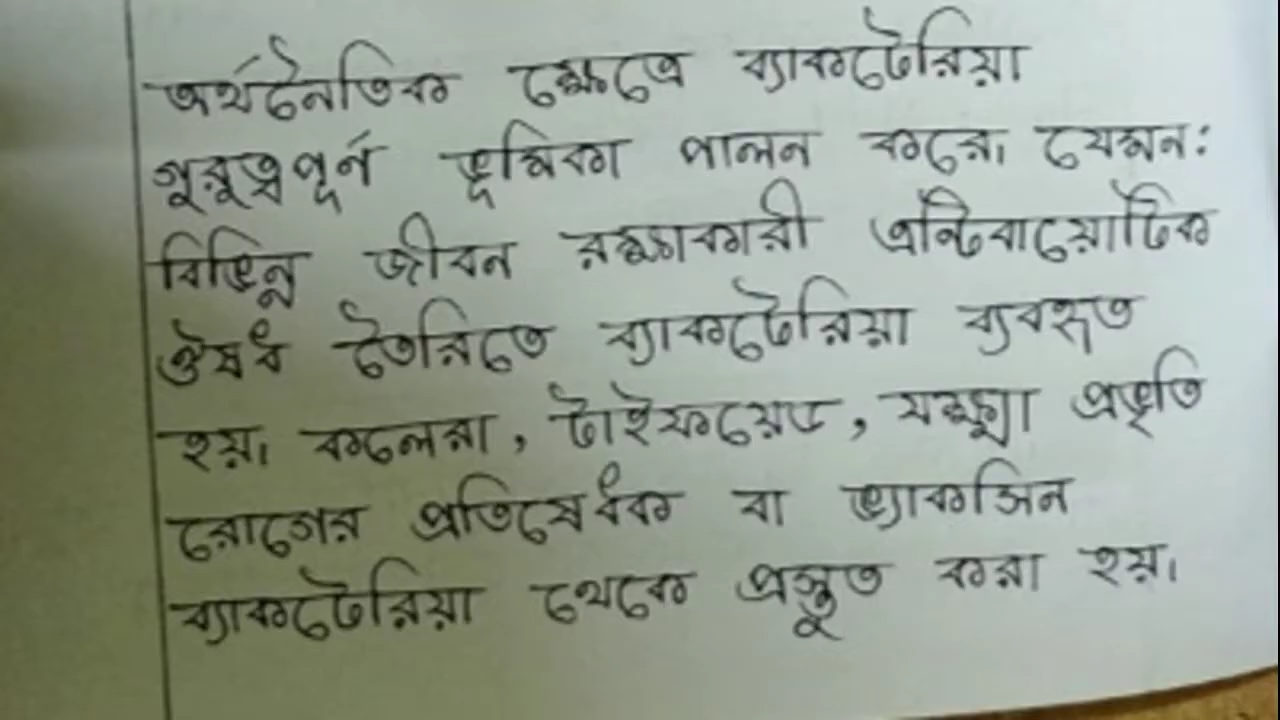 অর্থনৈতিক ক্ষেত্রে ব্যাকটেরিয়া
গুরুত্বপূর্ন ভূমিকা পালন করে। যেমন:
বিভিন্ন জীবন রক্ষাকারী এন্টিবায়োটিক
ঔষধ তৈরিতে ব্যাকটেরিয়া ব্যবহৃত
হয়। কলেরা, টাইফয়েড, যক্ষ্মা প্রভৃতি
রোগের প্রতিষেধক বা ভ্যাকসিন
ব্যাকটেরিয়া থেকে প্রস্তুত করা হয়।